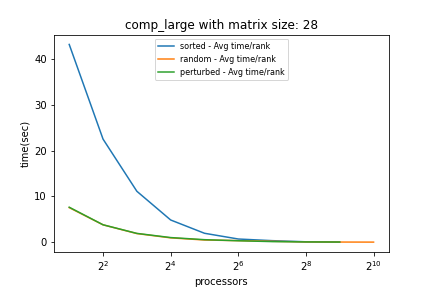 comp_large with matrix size: 28
sorted - Avg time/rank
random - Avg time/rank
perturbed - Avg time/rank
time(sec)
40
30
20
10
0
2^2 2^4 2^6 2^8 2^10
processors